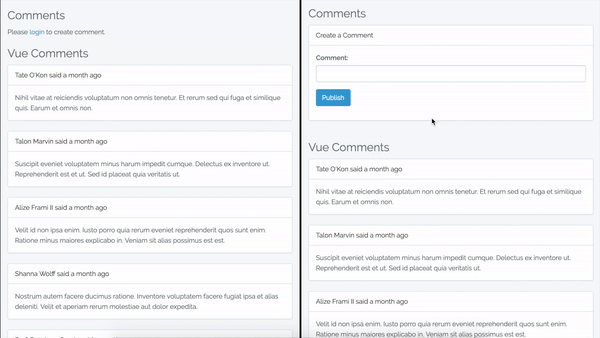 Comments
Please login to create comment.
Vue Comments
Tate O'Kon said a month ago
Nihil vitae at reiciendis voluptatum non omnis tenetur. Et rerum sed qui fuga et similique
quis. Earum et omnis non.
Talon Marvin said a month ago
Suscipit eveniet voluptatem minus harum impedit cumque. Delectus ex inventore ut.
Reprehenderit est et ut. Sed id placeat quia veritatis ut.
Alize Frami II said a month ago
Velit id non ipsa enim. Iusto porro quia rerum eveniet reprehenderit quos sunt enim.
Ratione minus maiores explicabo in. Veniam sit alias possimus est est.
Shanna Wolff said a month ago
Nostrum autem facere ducimus ratione. Inventore voluptatem facere fugiat ipsa et alias
deleniti. Velit et aperiam rerum molestiae aut dolor expedita.
Comments
Create a Comment
Comment:
Publish
Vue Comments
Tate O'Kon said a month ago
Nihil vitae at reiciendis voluptatum non omnis tenetur. Et rerum sed qui fuga et similique
quis. Earum et omnis non.
Talon Marvin said a month ago
Suscipit eveniet voluptatem minus harum impedit cumque. Delectus ex inventore ut.
Reprehenderit est et ut. Sed id placeat quia veritatis ut.
Alize Frami II said a month ago
Velit id non ipsa enim. Iusto porro quia rerum eveniet reprehenderit quos sunt enim.
Ratione minus maiores explicabo in. Veniam sit alias possimus est est.